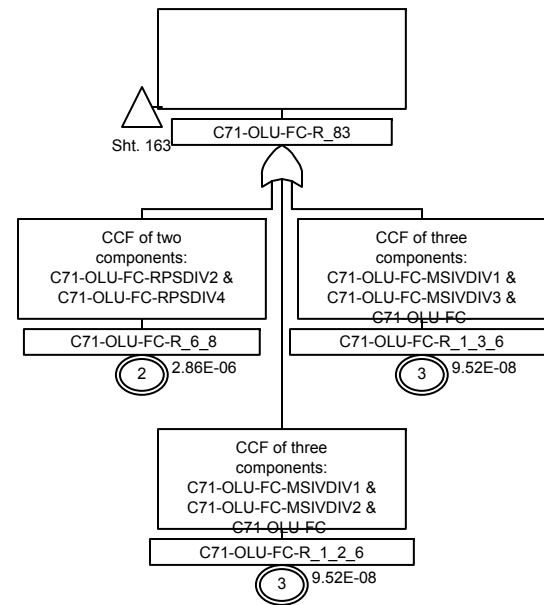 Sht. 163
C71-OLU-FC-R_83
CCF of two
components:
C71-OLU-FC-RPSDIV2 &
C71-OLU-FC-RPSDIV4
C71-OLU-FC-R_6_8
2
2.86E-06
CCF of three
components:
C71-OLU-FC-MSIVDIV1 &
C71-OLU-FC-MSIVDIV3 &
C71-OLU-FC
C71-OLU-FC-R_1_3_6
3
9.52E-08
CCF of three
components:
C71-OLU-FC-MSIVDIV1 &
C71-OLU-FC-MSIVDIV2 &
C71-OLU-FC
C71-OLU-FC-R_1_2_6
3
9.52E-08